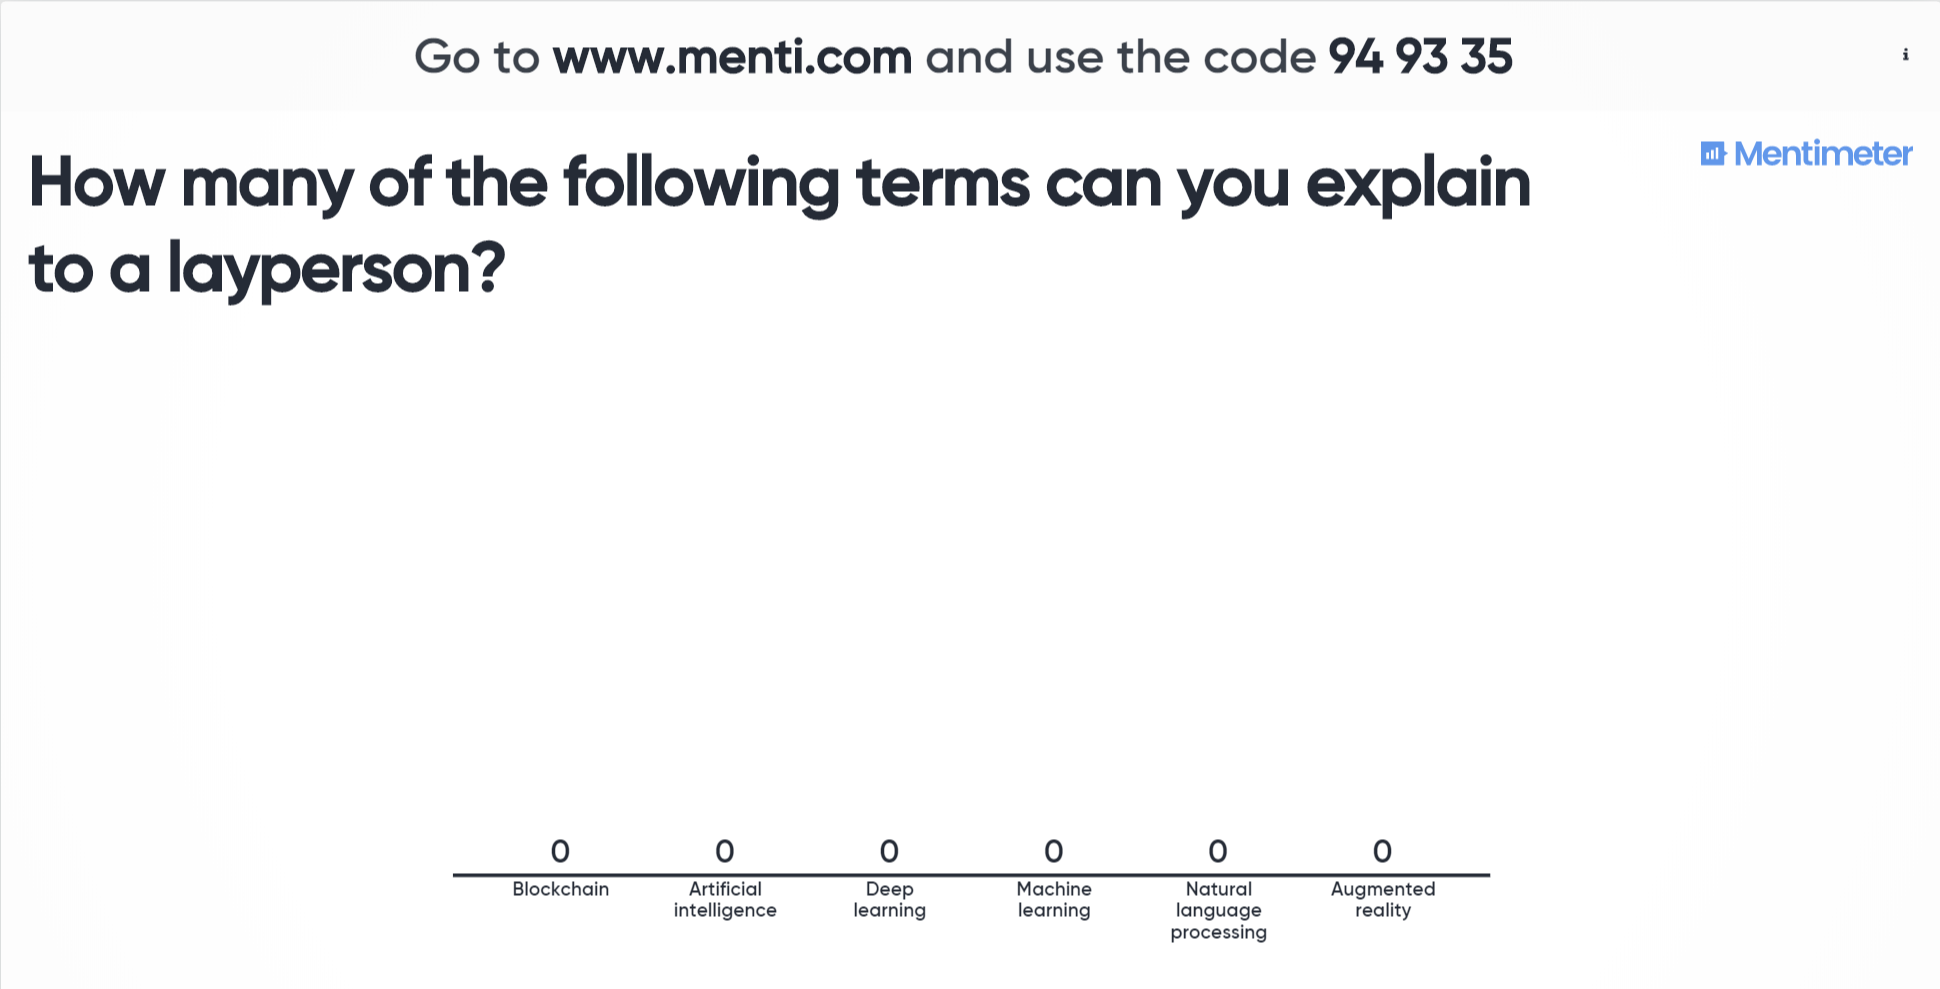 Go to www.menti.com and use the code 94 93 35
i
Mentimeter
How many of the following terms can you explain
to a layperson?
0 0 0 0 0 0
Blockchain
Artificial
intelligence
Deep
learning
Machine
learning
Natural
language
processing
Augmented
reality